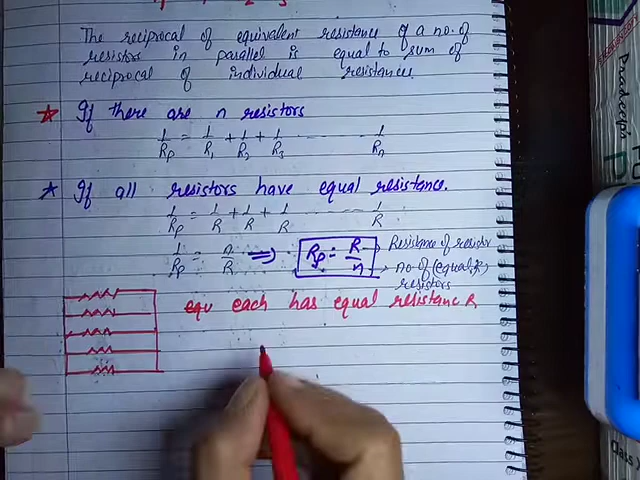 The reciprocal of equivalent resistance of a no. of
resistors in parallel is equal to sum of
reciprocal of individual resistances.
If there are n resistors
1/Rp = 1/R1 + 1/R2 + 1/R3 ------ 1/Rn
If all resistors have equal resistance.
1/Rp = 1/R + 1/R + 1/R ------ 1/R
1/Rp = n/R ⟹ Rp = R/n
Resistance of resistor
no. of (equal R)
resistors
equ each has equal resistance R
Pradeep's
Class X